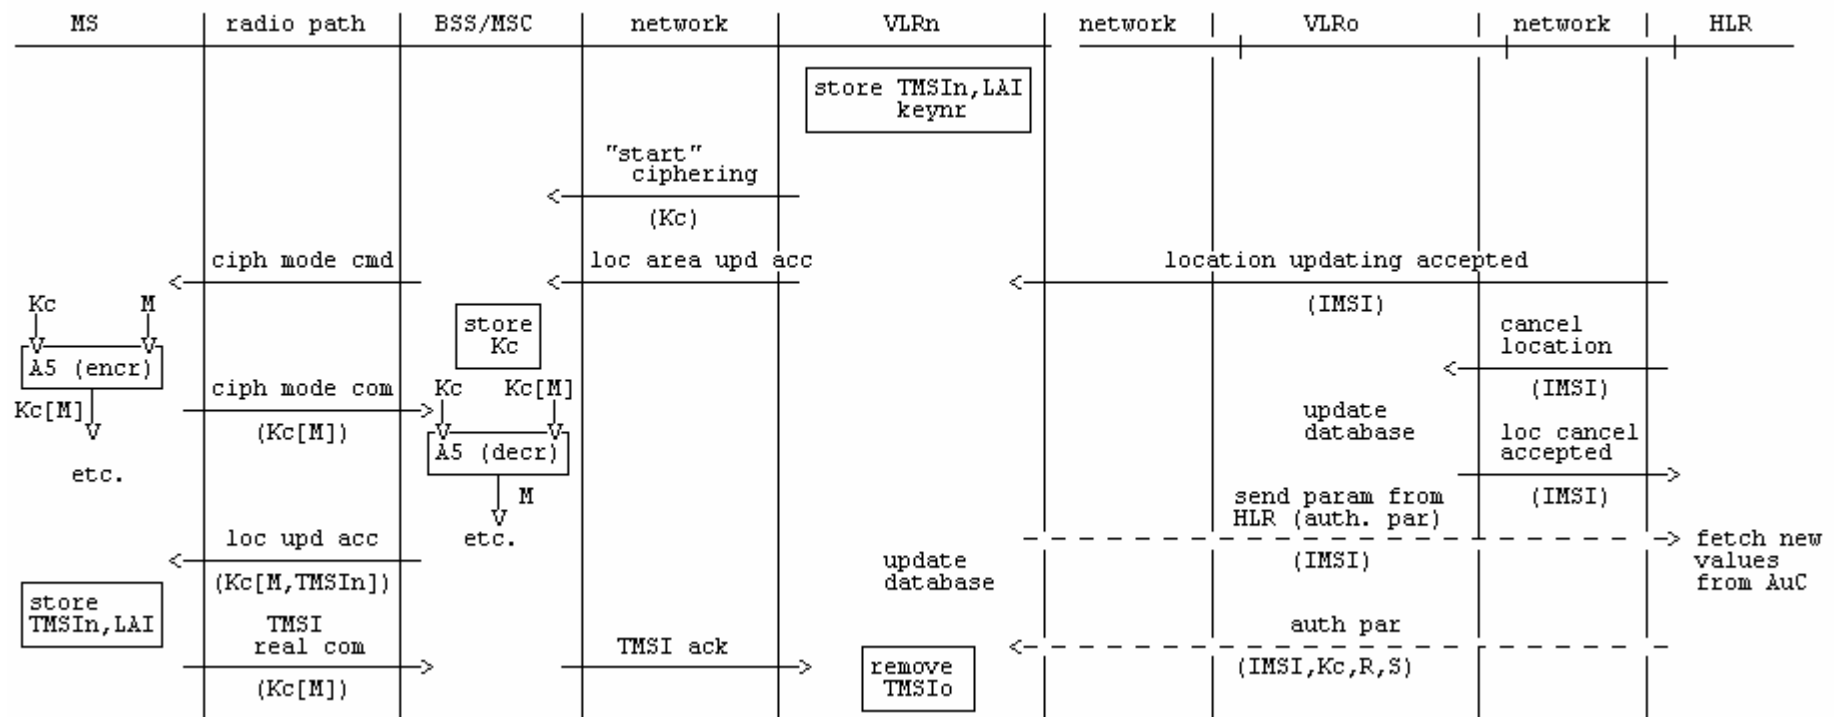 MS radio path BSS/MSC network VLRn network VLRo network HLR
store TMSIn,LAI
keynr
"start"
ciphering
(Kc)
ciph mode cmd loc area upd acc location updating accepted
Kc M (IMSI)
store
Kc
cancel
location
A5 (encr)
ciph mode com Kc Kc[M] (IMSI)
Kc[M]
(Kc[M])
update
database
loc cancel
accepted
A5 (decr)
etc.
M
send param from
HLR (auth. par)
(IMSI)
loc upd acc etc. fetch new
values
from AuC
(IMSI)
update
database
(Kc[M,TMSIn])
store
TMSIn,LAI
TMSI
real com
TMSI ack
auth par
(Kc[M])
remove
TMSIo
(IMSI,Kc,R,S)